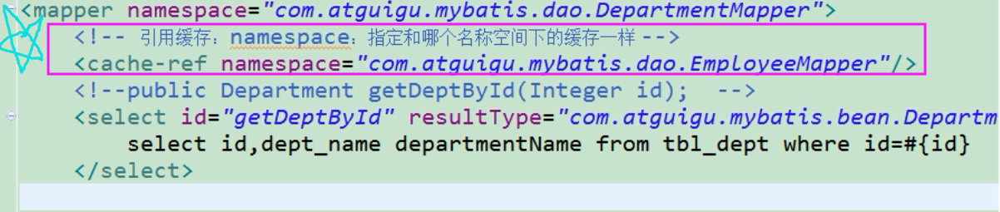 <mapper namespace="com.atguigu.mybatis.dao.DepartmentMapper">
<!-- 引用缓存：namespace：指定和哪个名称空间下的缓存一样 -->
<cache-ref namespace="com.atguigu.mybatis.dao.EmployeeMapper"/>
<!--public Department getDeptById(Integer id);  -->
<select id="getDeptById" resultType="com.atguigu.mybatis.bean.Departm
select id,dept_name departmentName from tbl_dept where id=#{id}
</select>